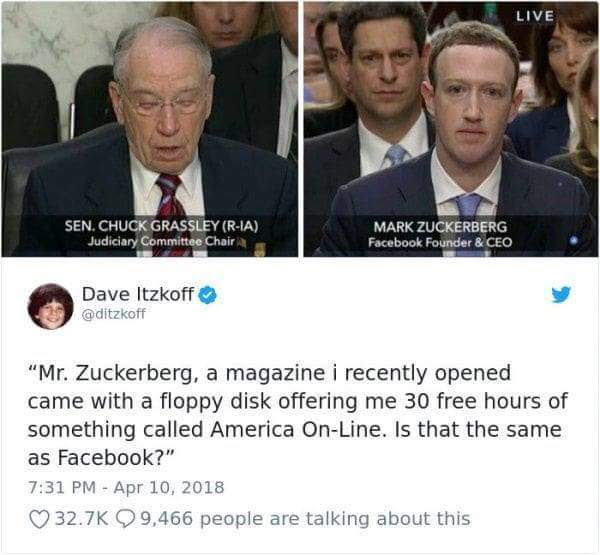 LIVE
SEN. CHUCK GRASSLEY (R-IA)
Judiciary Committee Chair
MARK ZUCKERBERG
Facebook Founder & CEO
Dave Itzkoff
@ditzkoff
“Mr. Zuckerberg, a magazine i recently opened
came with a floppy disk offering me 30 free hours of
something called America On-Line. Is that the same
as Facebook?”
7:31 PM - Apr 10, 2018
32.7K 9,466 people are talking about this